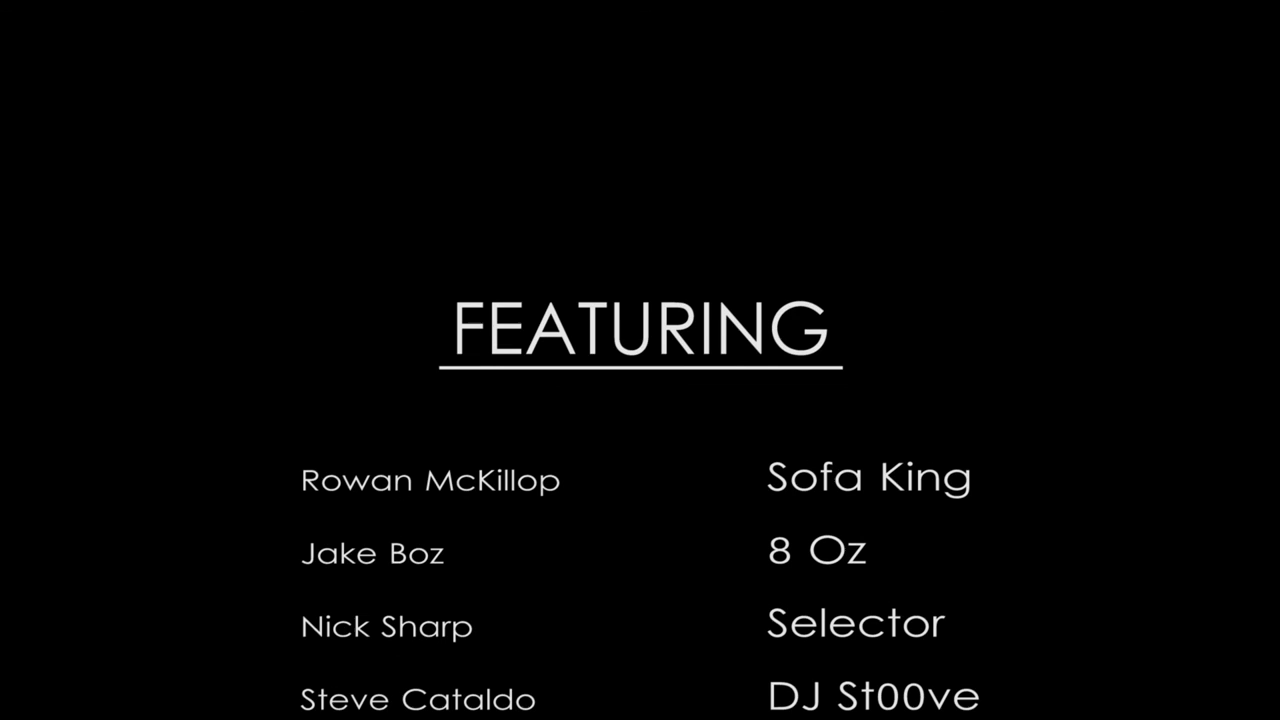 FEATURING
Rowan McKillop Sofa King
Jake Boz 8 Oz
Nick Sharp Selector
Steve Cataldo DJ St00ve